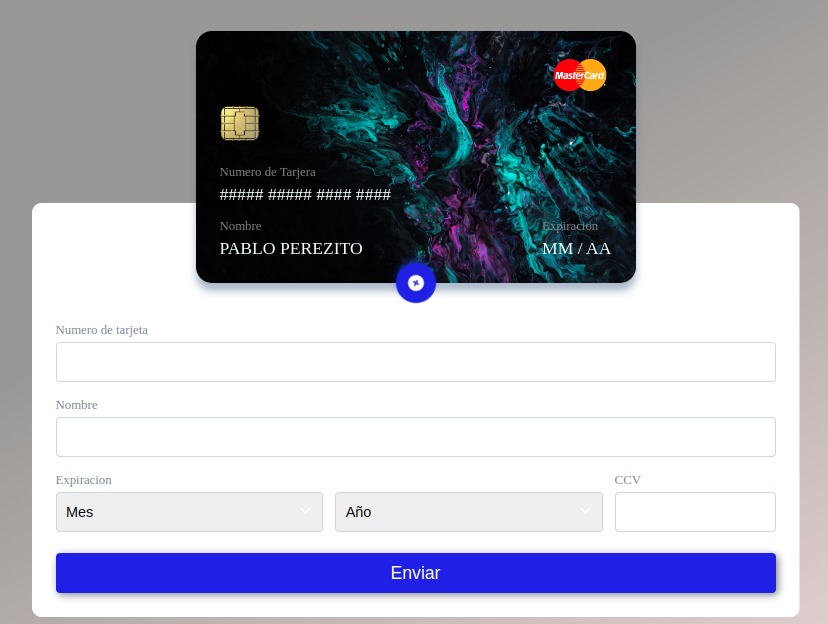 MasterCard
Numero de Tarjera
##### ##### #### ####
Nombre
Expiracion
PABLO PEREZITO
MM / AA
Numero de tarjeta
Nombre
Expiracion
CCV
Mes
Año
Enviar